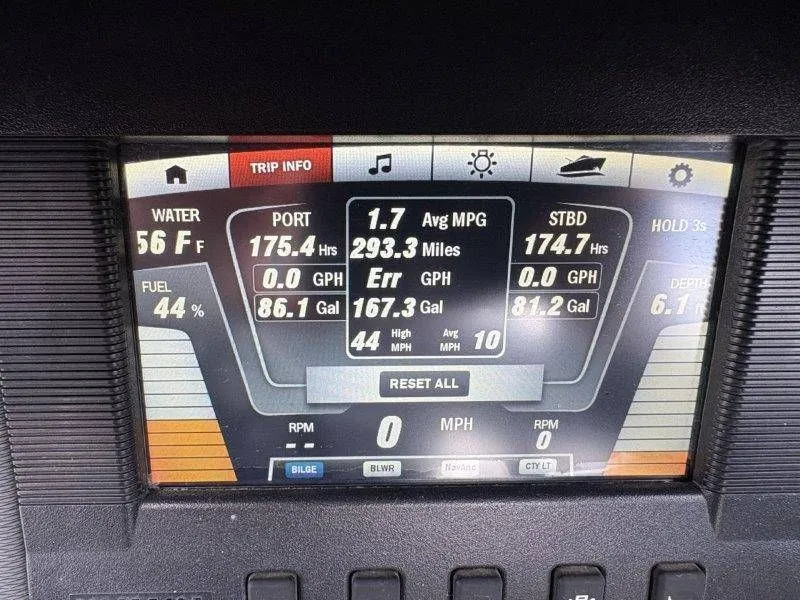 TRIP INFO
WATER
56 F F
FUEL
44 %
PORT
175.4 Hrs
0.0 GPH
86.1 Gal
1.7 Avg MPG
293.3 Miles
Err GPH
167.3 Gal
44 High MPH Avg MPH 10
STBD
174.7 Hrs
0.0 GPH
81.2 Gal
HOLD 3s
DEPTH
6.1
RESET ALL
RPM
-- --
0 MPH
RPM
0
BILGE BLWR NavAnc CTY LT